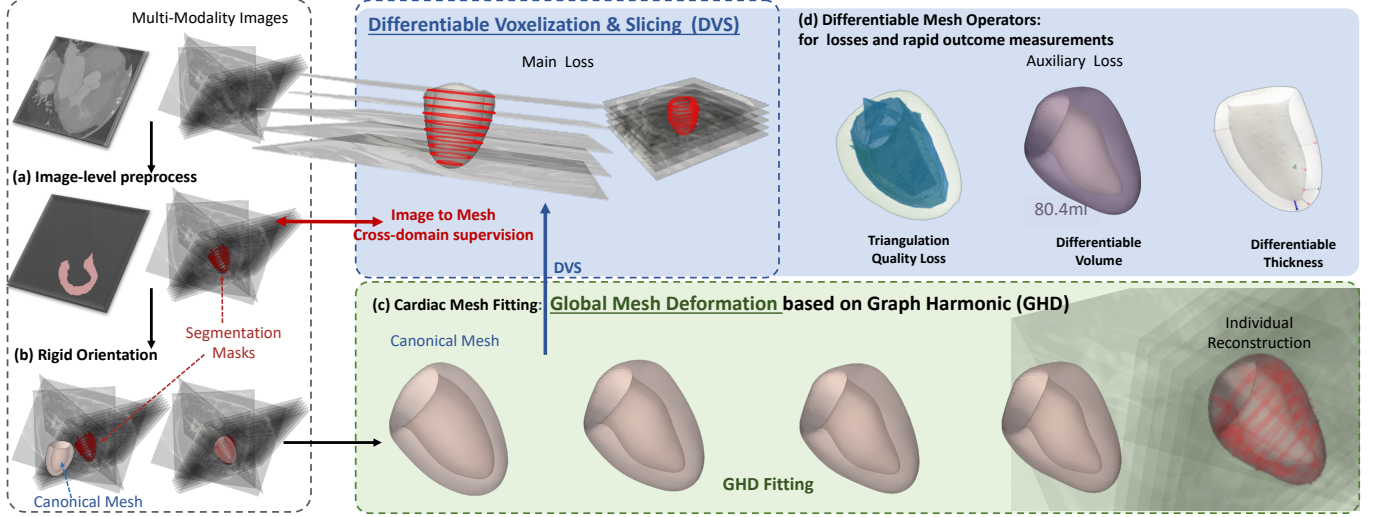 Multi-Modality Images
(a) Image-level preprocess
Segmentation
Masks
(b) Rigid Orientation
Canonical Mesh
Differentiable Voxelization & Slicing (DVS)
Main Loss
Image to Mesh
Cross-domain supervision
DVS
(d) Differentiable Mesh Operators:
for losses and rapid outcome measurements
Auxiliary Loss
80.4ml
Triangulation
Quality Loss
Differentiable
Volume
Differentiable
Thickness
(c) Cardiac Mesh Fitting: Global Mesh Deformation based on Graph Harmonic (GHD)
Canonical Mesh
Individual
Reconstruction
GHD Fitting